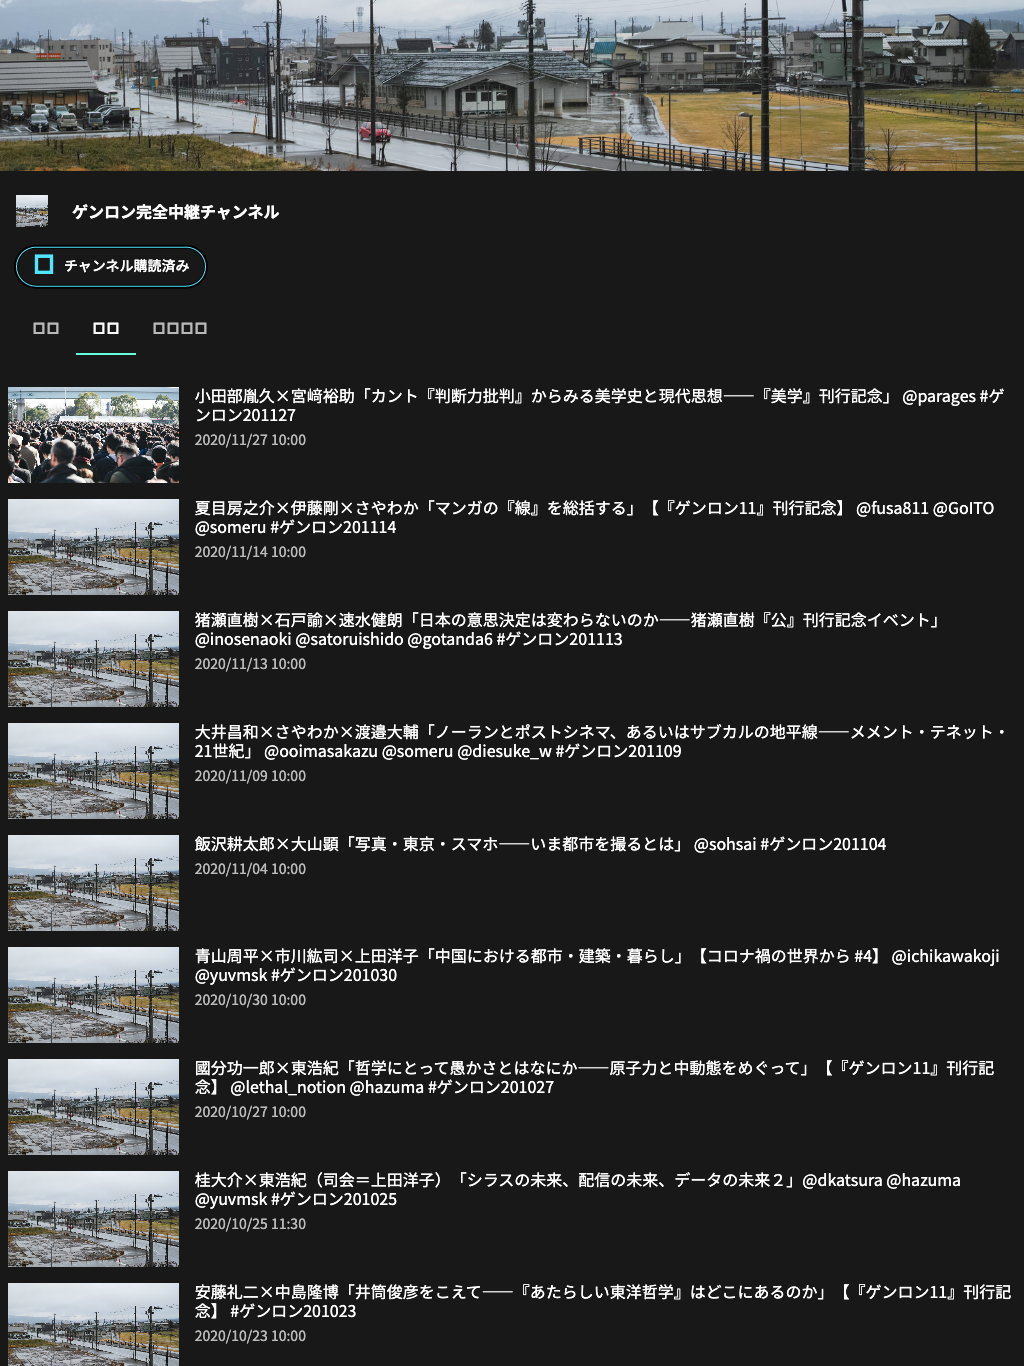 ゲンロン完全中継チャンネル
チャンネル購読済み
小田部胤久×宮﨑裕助「カント『判断力批判』からみる美学史と現代思想――『美学』刊行記念」 @parages #ゲ
ンロン201127
2020/11/27 10:00
夏目房之介×伊藤剛×さやわか「マンガの『線』を総括する」【『ゲンロン11』刊行記念】 @fusa811 @GoITO
@someru #ゲンロン201114
2020/11/14 10:00
猪瀬直樹×石戸諭×速水健朗「日本の意思決定は変わらないのか――猪瀬直樹『公』刊行記念イベント」
@inosenaoki @satoruishido @gotanda6 #ゲンロン201113
2020/11/13 10:00
大井昌和×さやわか×渡邉大輔「ノーランとポストシネマ、あるいはサブカルの地平線――メメント・テネット・
21世紀」 @ooimasakazu @someru @diesuke_w #ゲンロン201109
2020/11/09 10:00
飯沢耕太郎×大山顕「写真・東京・スマホ――いま都市を撮るとは」 @sohsai #ゲンロン201104
2020/11/04 10:00
青山周平×市川紘司×上田洋子「中国における都市・建築・暮らし」【コロナ禍の世界から #4】 @ichikawakoji
@yuvmsk #ゲンロン201030
2020/10/30 10:00
國分功一郎×東浩紀「哲学にとって愚かさとはなにか――原子力と中動態をめぐって」【『ゲンロン11』刊行記
念】 @lethal_notion @hazuma #ゲンロン201027
2020/10/27 10:00
桂大介×東浩紀（司会＝上田洋子）「シラスの未来、配信の未来、データの未来２」@dkatsura @hazuma
@yuvmsk #ゲンロン201025
2020/10/25 11:30
安藤礼二×中島隆博「井筒俊彦をこえて――『あたらしい東洋哲学』はどこにあるのか」【『ゲンロン11』刊行記
念】 #ゲンロン201023
2020/10/23 10:00